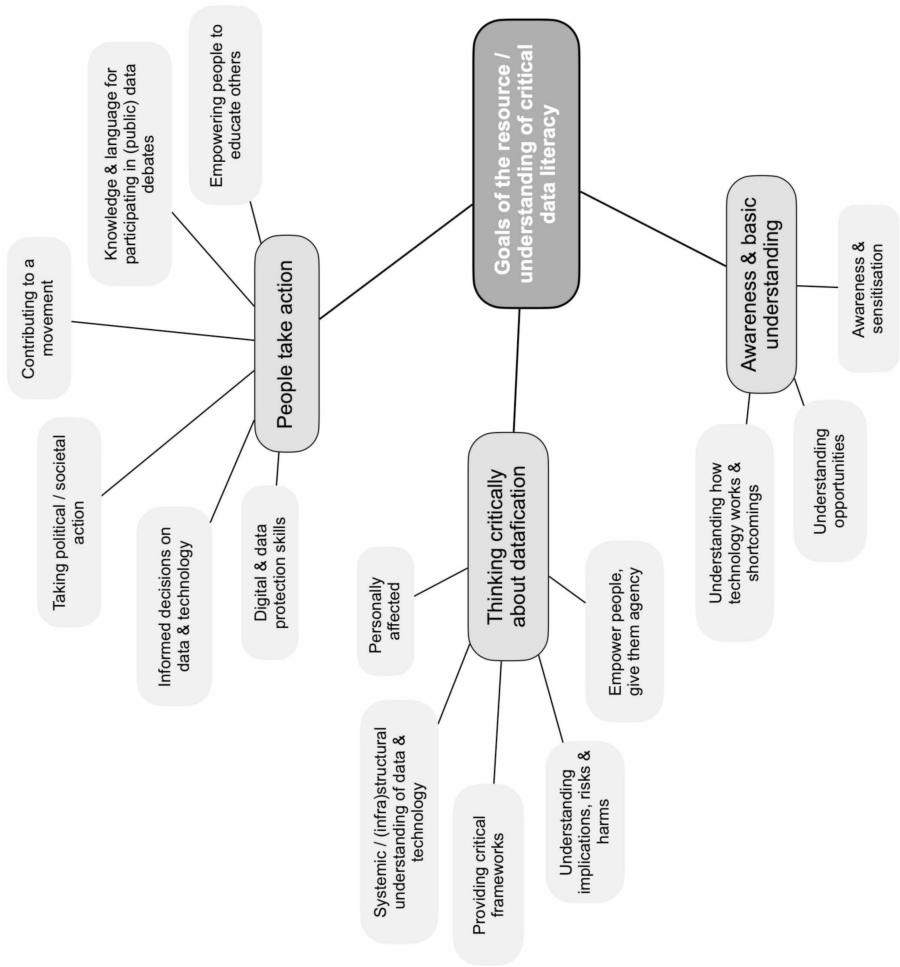 Goals of the resource /
understanding of critical
data literacy
People take action
Taking political / societal
action
Contributing to a
movement
Knowledge & language for
participating in (public) data
debates
Empowering people to
educate others
Informed decisions on
data & technology
Digital & data
protection skills
Thinking critically
about datafication
Personally
affected
Systemic / (infra)structural
understanding of data &
technology
Providing critical
frameworks
Understanding
implications, risks &
harms
Empower people,
give them agency
Awareness & basic
understanding
Understanding how
technology works &
shortcomings
Understanding
opportunities
Awareness &
sensitisation